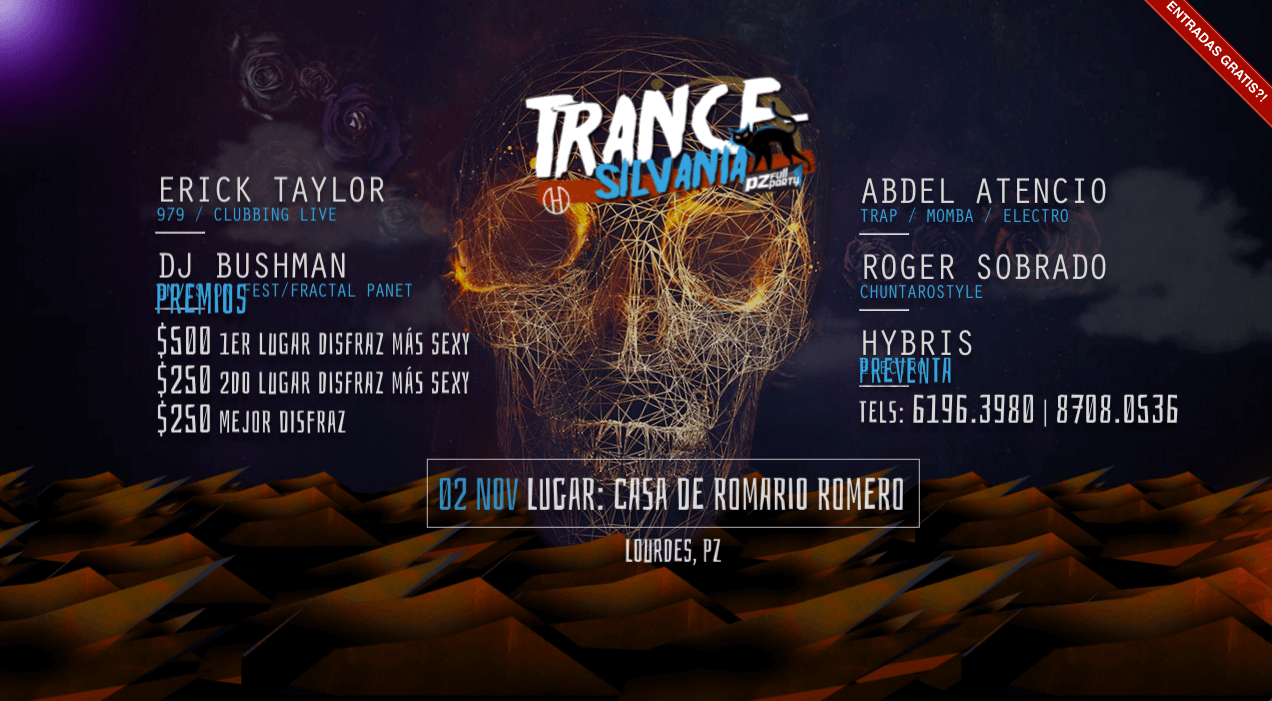 ENTRADAS GRATIS?!
TRANCE-
SILVANIA
PZ FULL PARTY
ERICK TAYLOR
979 / CLUBBING LIVE
DJ BUSHMAN
FEST/FRACTAL PANET
PREMIOS
$500 1ER LUGAR DISFRAZ MÁS SEXY
$250 2DO LUGAR DISFRAZ MÁS SEXY
$250 MEJOR DISFRAZ
ABDEL ATENCIO
TRAP / MOMBA / ELECTRO
ROGER SOBRADO
CHUNTAROSTYLE
HYBRIS
PREVENTA
TELS: 6196.3980 | 8708.0536
02 NOV LUGAR: CASA DE ROMARIO ROMERO
LOURDES, PZ